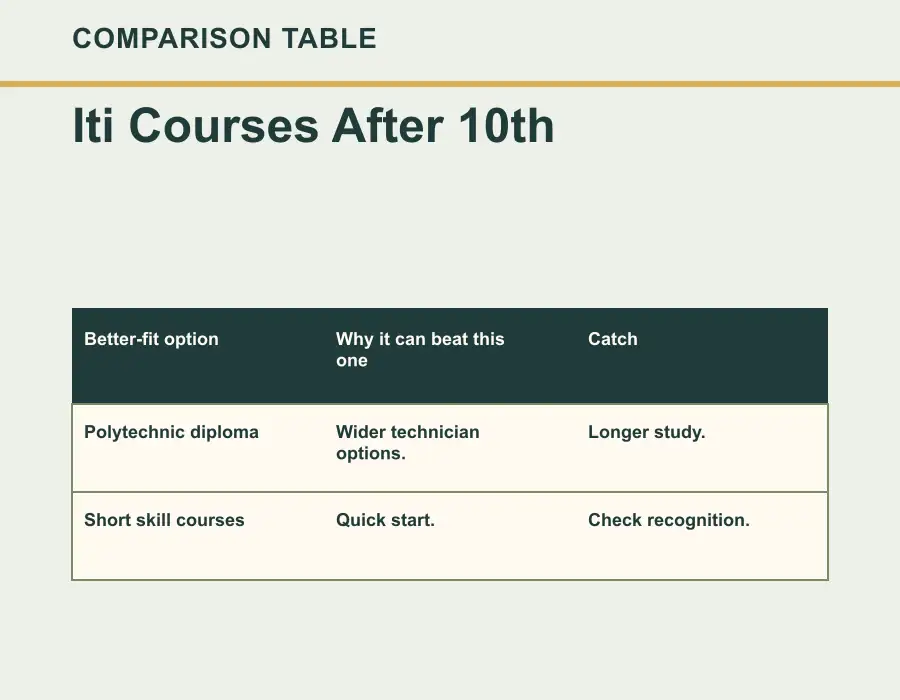 COMPARISON TABLE
Iti Courses After 10th
Better-fit option
Why it can beat this
one
Catch
Polytechnic diploma
Wider technician
options.
Longer study.
Short skill courses
Quick start.
Check recognition.